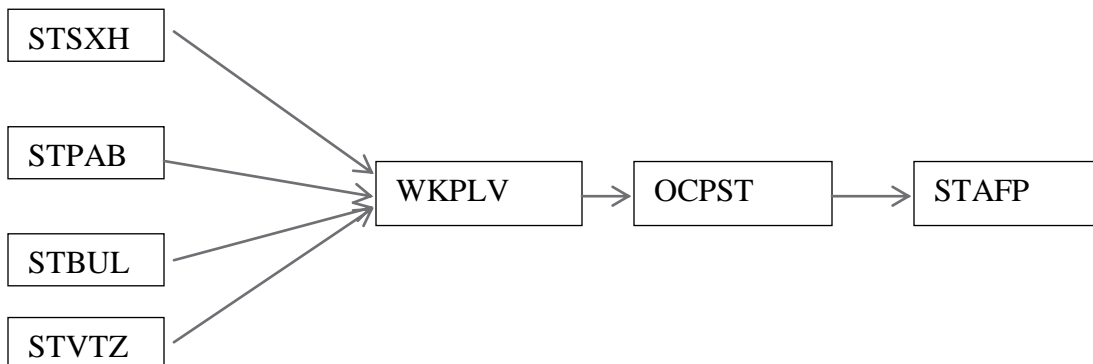 STSXH
STPAB
WKPLV
OCPST
STAFP
STBUL
STVTZ